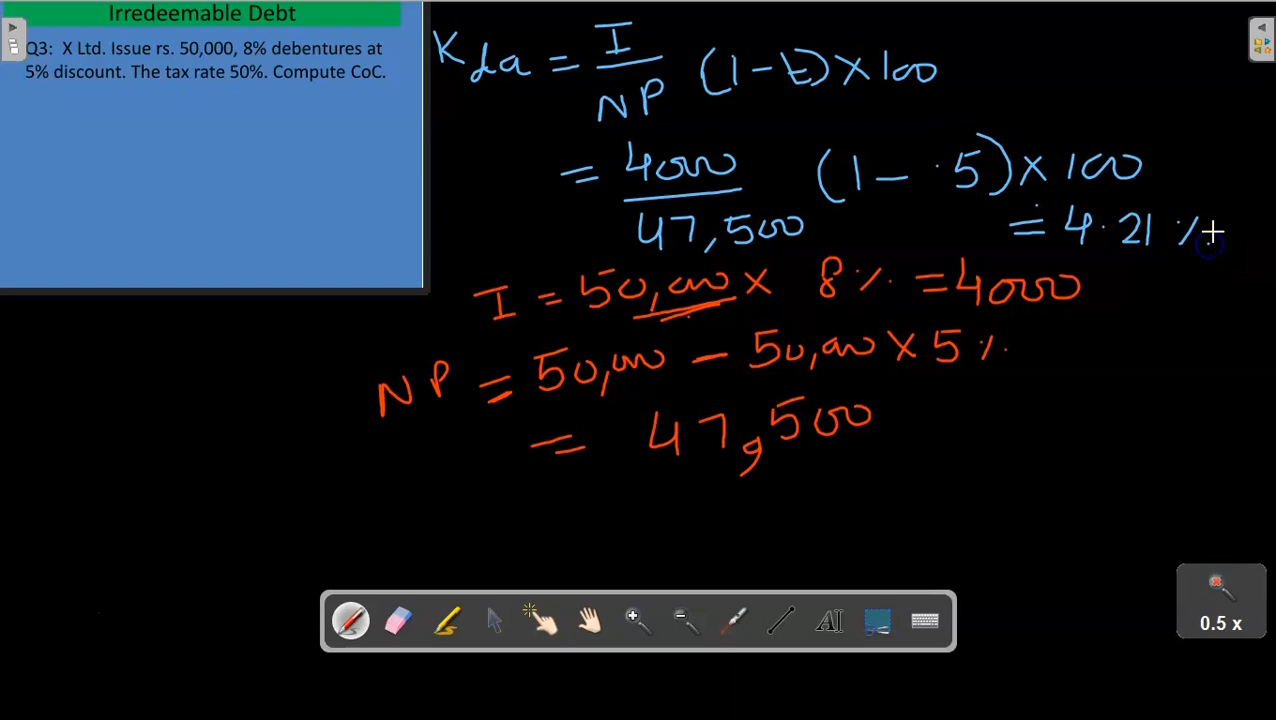 Irredeemable Debt
Q3: X Ltd. Issue rs. 50,000, 8% debentures at
5% discount. The tax rate 50%. Compute CoC.
Kda = I/NP (1-t)×100
= 4000/47,500 (1- .5)×100
= 4.21 %
I = 50,000 × 8% = 4000
NP = 50,000 - 50,000 × 5%
= 47,500
AI
0.5 x